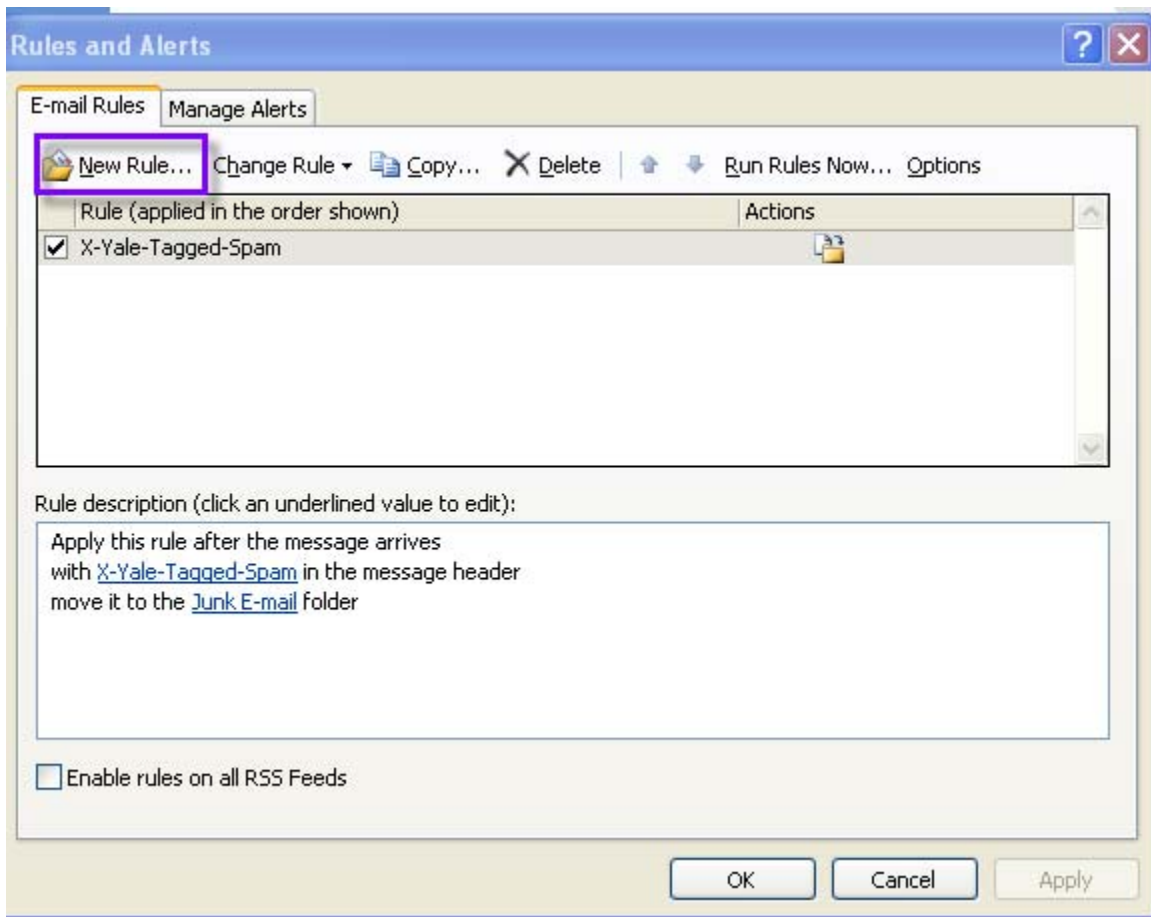 Rules and Alerts
E-mail Rules Manage Alerts
New Rule... Change Rule Copy... Delete Run Rules Now... Options
Rule (applied in the order shown) Actions
X-Yale-Tagged-Spam
Rule description (click an underlined value to edit):
Apply this rule after the message arrives
with X-Yale-Tagged-Spam in the message header
move it to the Junk E-mail folder
Enable rules on all RSS Feeds
OK Cancel Apply